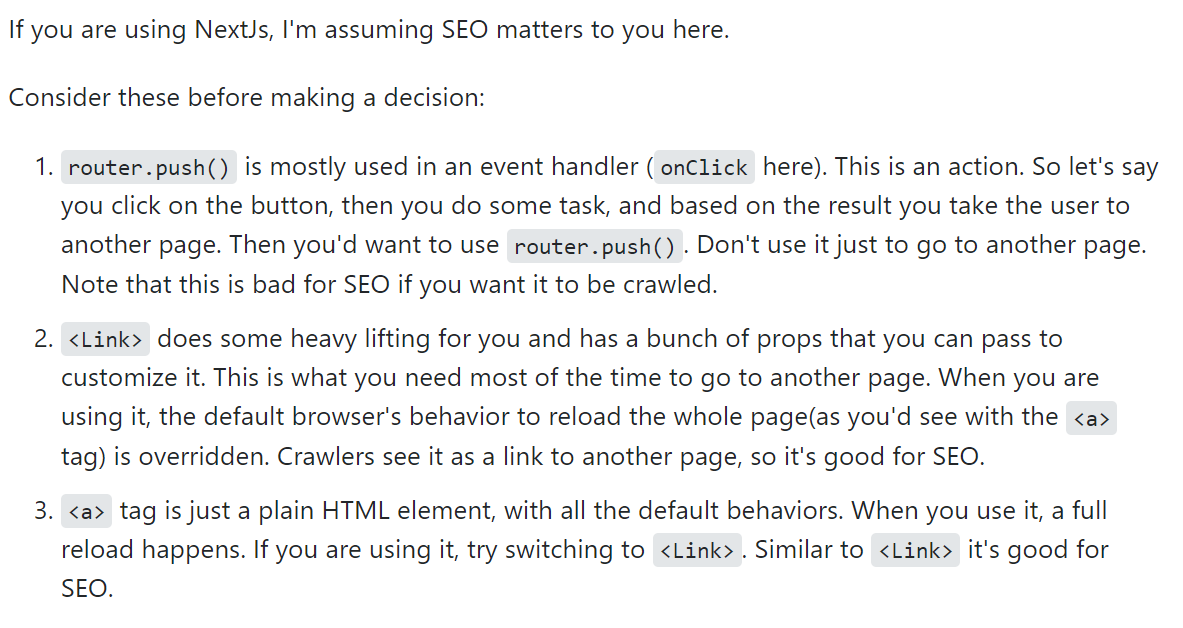 If you are using NextJs, I'm assuming SEO matters to you here.
Consider these before making a decision:
1. router.push() is mostly used in an event handler (onClick here). This is an action. So let's say
you click on the button, then you do some task, and based on the result you take the user to
another page. Then you'd want to use router.push(). Don't use it just to go to another page.
Note that this is bad for SEO if you want it to be crawled.
2. <Link> does some heavy lifting for you and has a bunch of props that you can pass to
customize it. This is what you need most of the time to go to another page. When you are
using it, the default browser's behavior to reload the whole page(as you'd see with the <a>
tag) is overridden. Crawlers see it as a link to another page, so it's good for SEO.
3. <a> tag is just a plain HTML element, with all the default behaviors. When you use it, a full
reload happens. If you are using it, try switching to <Link>. Similar to <Link> it's good for
SEO.